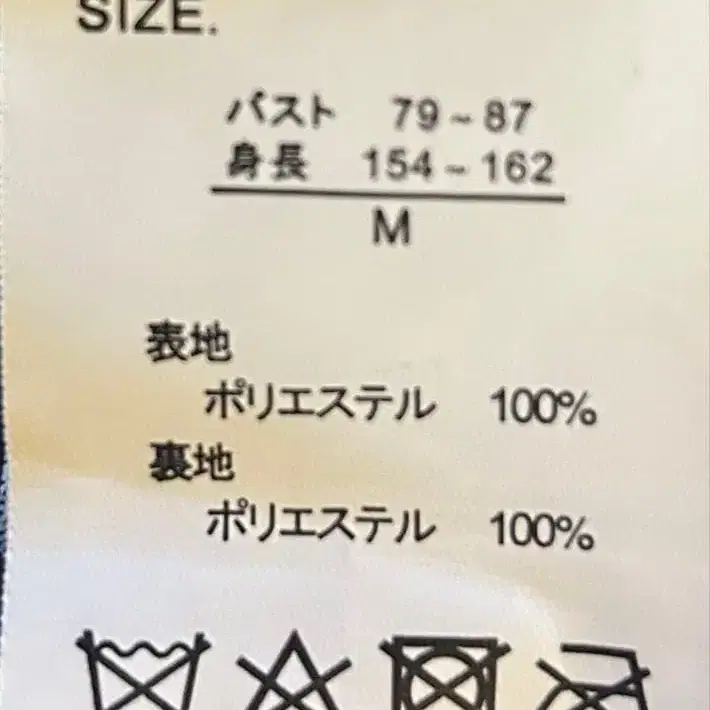 SIZE.
バスト 79~87
身長 154~162
M
表地
ポリエステル 100%
裏地
ポリエステル 100%